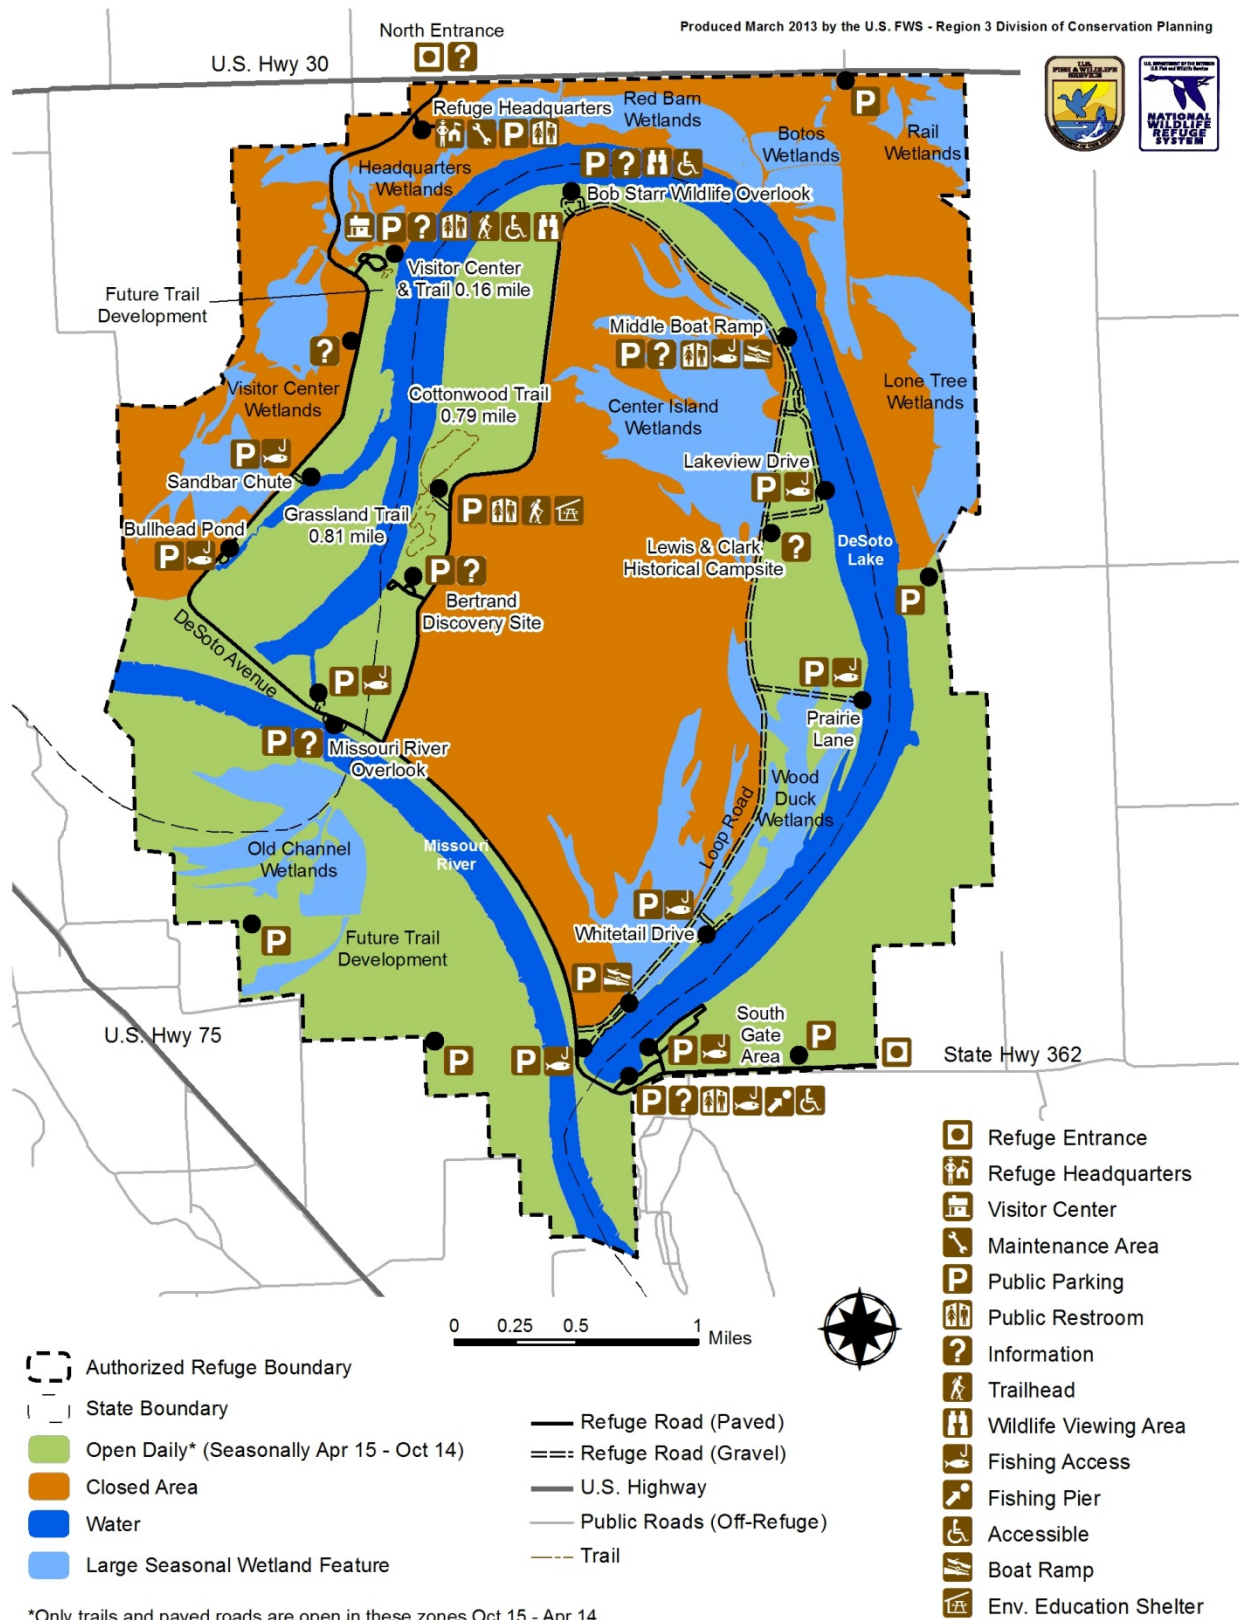 Produced March 2013 by the U.S. FWS - Region 3 Division of Conservation Planning
North Entrance
?
U.S. Hwy 30
U.S.
FISH & WILDLIFE
SERVICE
NATIONAL
WILDLIFE
REFUGE
SYSTEM
P
Refuge Headquarters
P
Red Barn
Wetlands
Botos
Wetlands
Rail
Wetlands
Headquarters
Wetlands
P ?
Bob Starr Wildlife Overlook
P ?
Visitor Center
& Trail 0.16 mile
Future Trail
Development
?
Middle Boat Ramp
P ?
Visitor Center
Wetlands
Cottonwood Trail
0.79 mile
Center Island
Wetlands
Lone Tree
Wetlands
P
Sandbar Chute
Lakeview Drive
P
Grassland Trail
0.81 mile
P
Bullhead Pond
P
Lewis & Clark
Historical Campsite
?
DeSoto
Lake
P ?
Bertrand
Discovery Site
P
DeSoto Avenue
P
P
Prairie
Lane
P ?
Missouri River
Overlook
Wood
Duck
Wetlands
Loop Road
Old Channel
Wetlands
Missouri
River
P
Whitetail Drive
P
Future Trail
Development
P
U.S. Hwy 75
P
P
P
South
Gate
Area
P
State Hwy 362
P ?
Refuge Entrance
Refuge Headquarters
Visitor Center
Maintenance Area
P Public Parking
Public Restroom
? Information
Trailhead
Wildlife Viewing Area
Fishing Access
Fishing Pier
Accessible
Boat Ramp
Env. Education Shelter
0 0.25 0.5 1 Miles
Authorized Refuge Boundary
State Boundary
Open Daily* (Seasonally Apr 15 - Oct 14)
Closed Area
Water
Large Seasonal Wetland Feature
Refuge Road (Paved)
Refuge Road (Gravel)
U.S. Highway
Public Roads (Off-Refuge)
Trail
*Only trails and paved roads are open in these zones Oct 15 - Apr 14